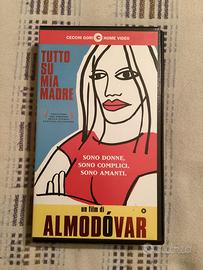 CECCHI GORI HOME VIDEO
TUTTO
SU
MIA
MADRE
SONO DONNE,
SONO COMPLICI,
SONO AMANTI.
un film di
ALMODÓVAR